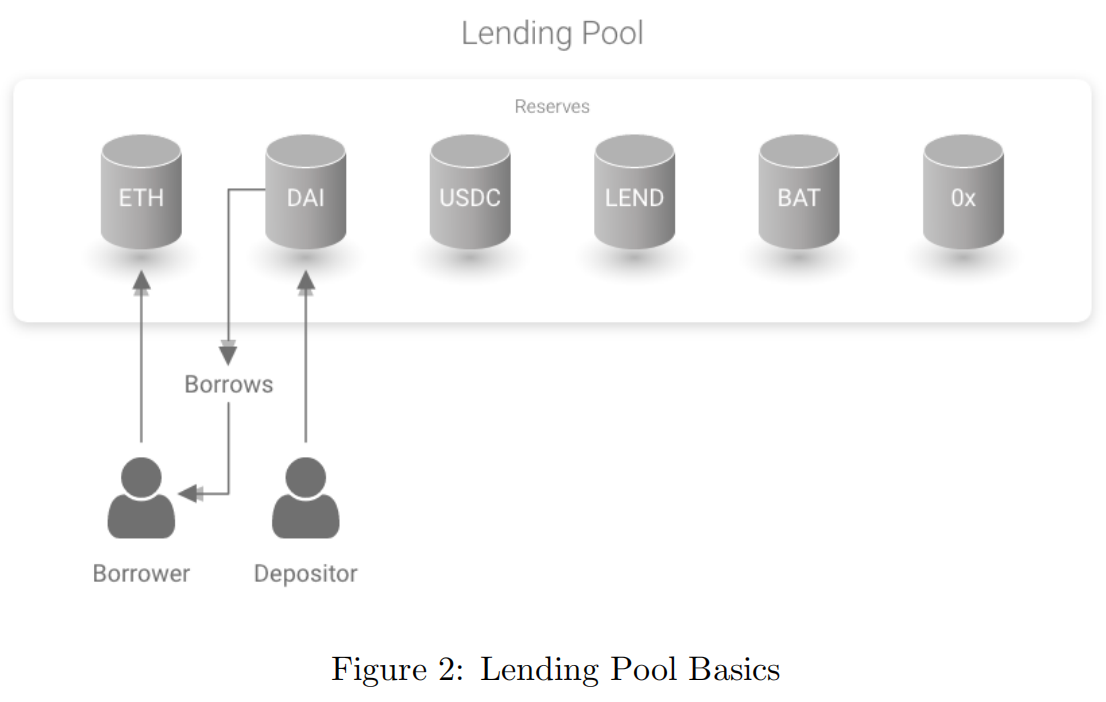 Lending Pool
Reserves
ETH
DAI
USDC
LEND
BAT
0x
Borrows
Borrower
Depositor
Figure 2: Lending Pool Basics